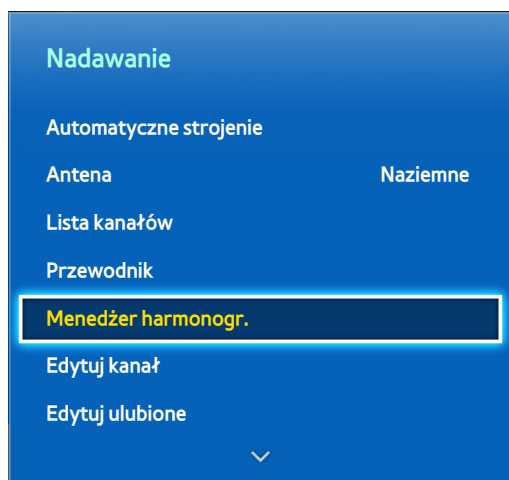 Nadawanie
Automatyczne strojenie
Antena Naziemne
Lista kanałów
Przewodnik
Menedżer harmonogr.
Edytuj kanał
Edytuj ulubione